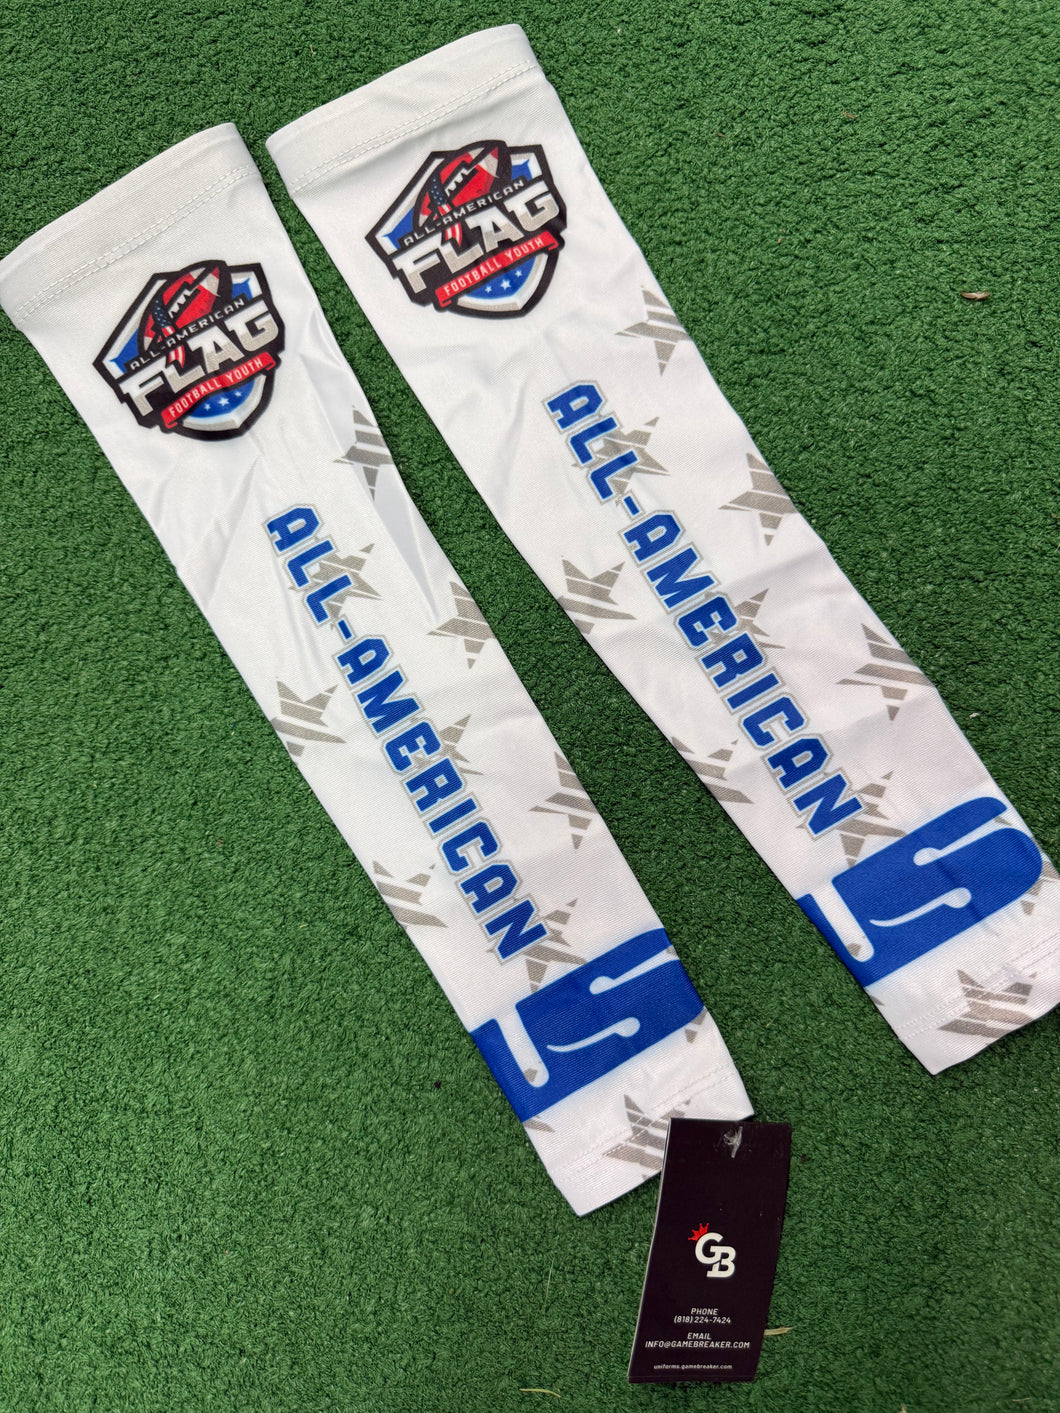 ALL-AMERICAN
FLAG
FOOTBALL YOUTH
ALL-AMERICAN
ALL-AMERICAN
FLAG
FOOTBALL YOUTH
ALL-AMERICAN
GB
PHONE
(818) 224-7424
EMAIL
INFO@GAMEBREAKER.COM
uniforms.gamebreaker.com